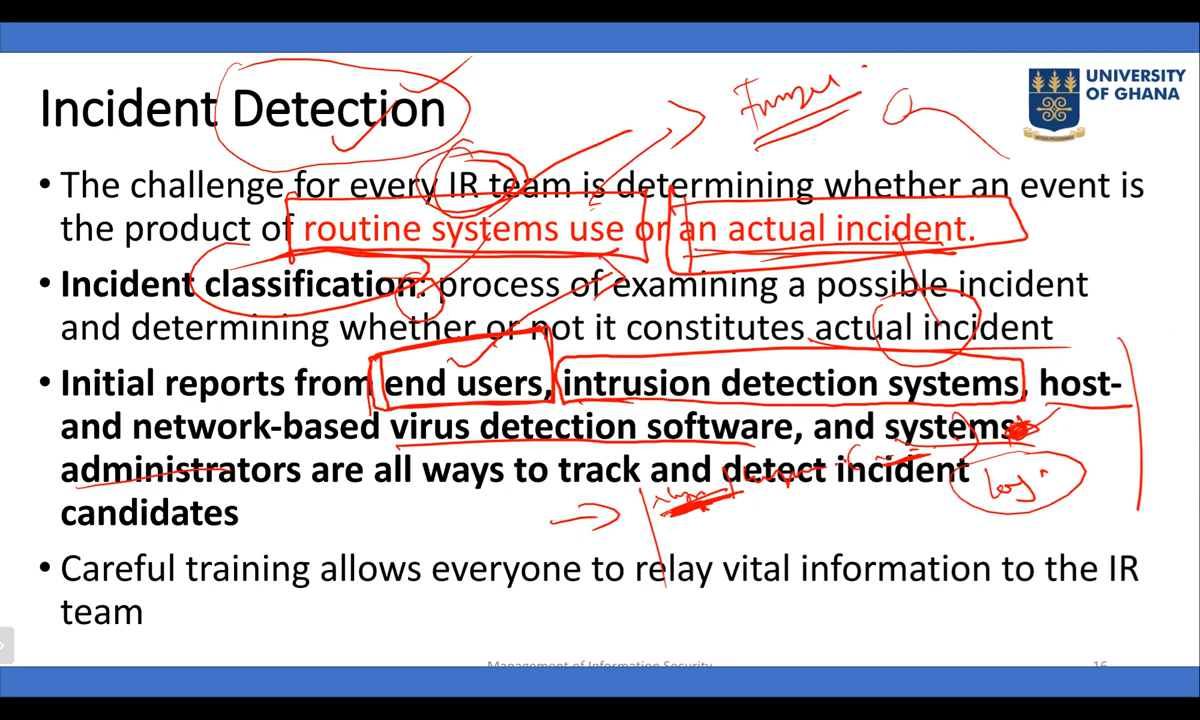 Incident Detection
UNIVERSITY
OF GHANA
• The challenge for every IR team is determining whether an event is
the product of routine systems use or an actual incident.
• Incident classification: process of examining a possible incident
and determining whether or not it constitutes actual incident
• Initial reports from end users, intrusion detection systems, host-
and network-based virus detection software, and systems
administrators are all ways to track and detect incident
candidates
• Careful training allows everyone to relay vital information to the IR
team
Management of Information Security
16